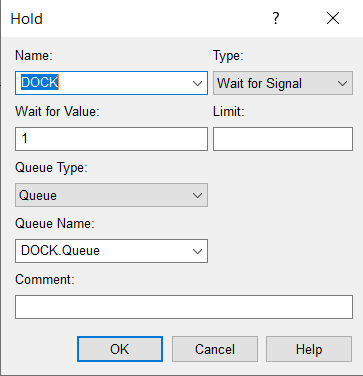 Hold ?
Name: Type:
DOCK Wait for Signal
Wait for Value: Limit:
1
Queue Type:
Queue
Queue Name:
DOCK.Queue
Comment:
OK Cancel Help